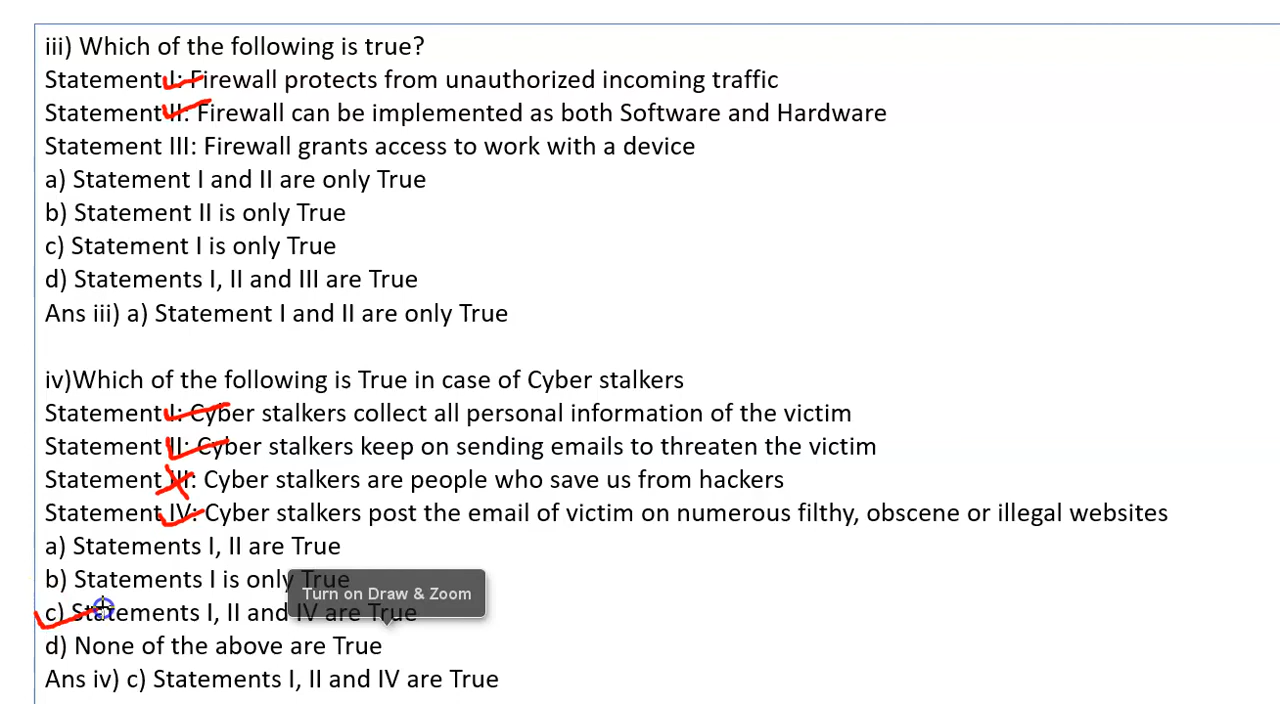 iii) Which of the following is true?
Statement I: Firewall protects from unauthorized incoming traffic
Statement II: Firewall can be implemented as both Software and Hardware
Statement III: Firewall grants access to work with a device
a) Statement I and II are only True
b) Statement II is only True
c) Statement I is only True
d) Statements I, II and III are True
Ans iii) a) Statement I and II are only True
iv)Which of the following is True in case of Cyber stalkers
Statement I: Cyber stalkers collect all personal information of the victim
Statement II: Cyber stalkers keep on sending emails to threaten the victim
Statement III: Cyber stalkers are people who save us from hackers
Statement IV: Cyber stalkers post the email of victim on numerous filthy, obscene or illegal websites
a) Statements I, II are True
b) Statements I is only True
Turn on Draw & Zoom
c) Statements I, II and IV are True
d) None of the above are True
Ans iv) c) Statements I, II and IV are True